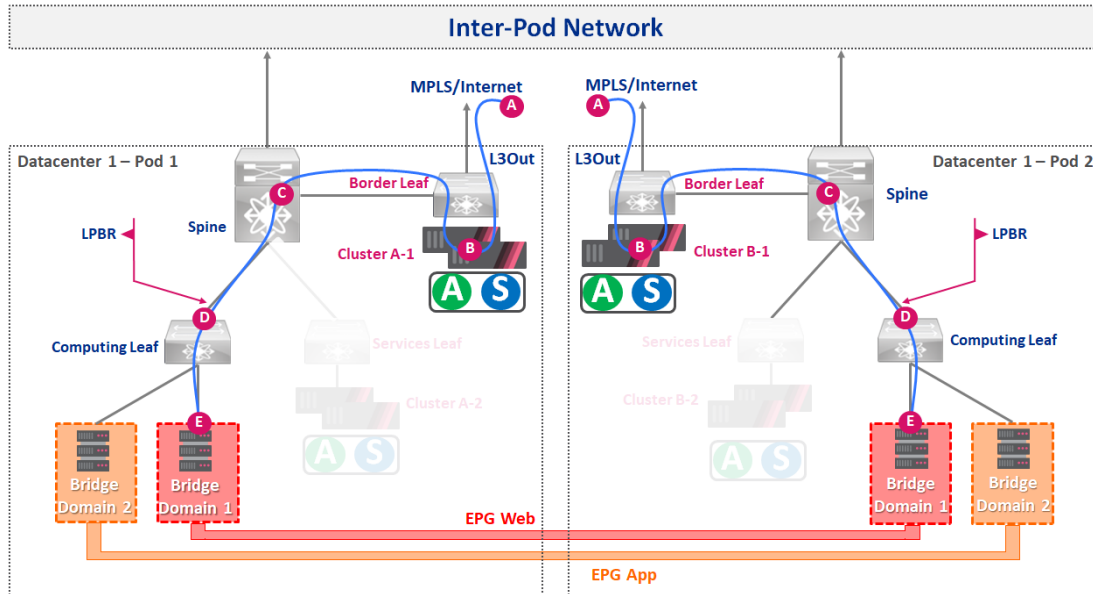 Inter-Pod Network
MPLS/Internet
A
MPLS/Internet
A
Datacenter 1 – Pod 1
L3Out
L3Out
Datacenter 1 – Pod 2
Border Leaf
Border Leaf
C
C
Spine
Spine
LPBR
Cluster A-1
B
B
Cluster B-1
LPBR
A S
A S
D
D
Computing Leaf
Services Leaf
Services Leaf
Computing Leaf
Cluster A-2
Cluster B-2
E
E
A S
A S
Bridge
Domain 2
Bridge
Domain 1
Bridge
Domain 1
Bridge
Domain 2
EPG Web
EPG App